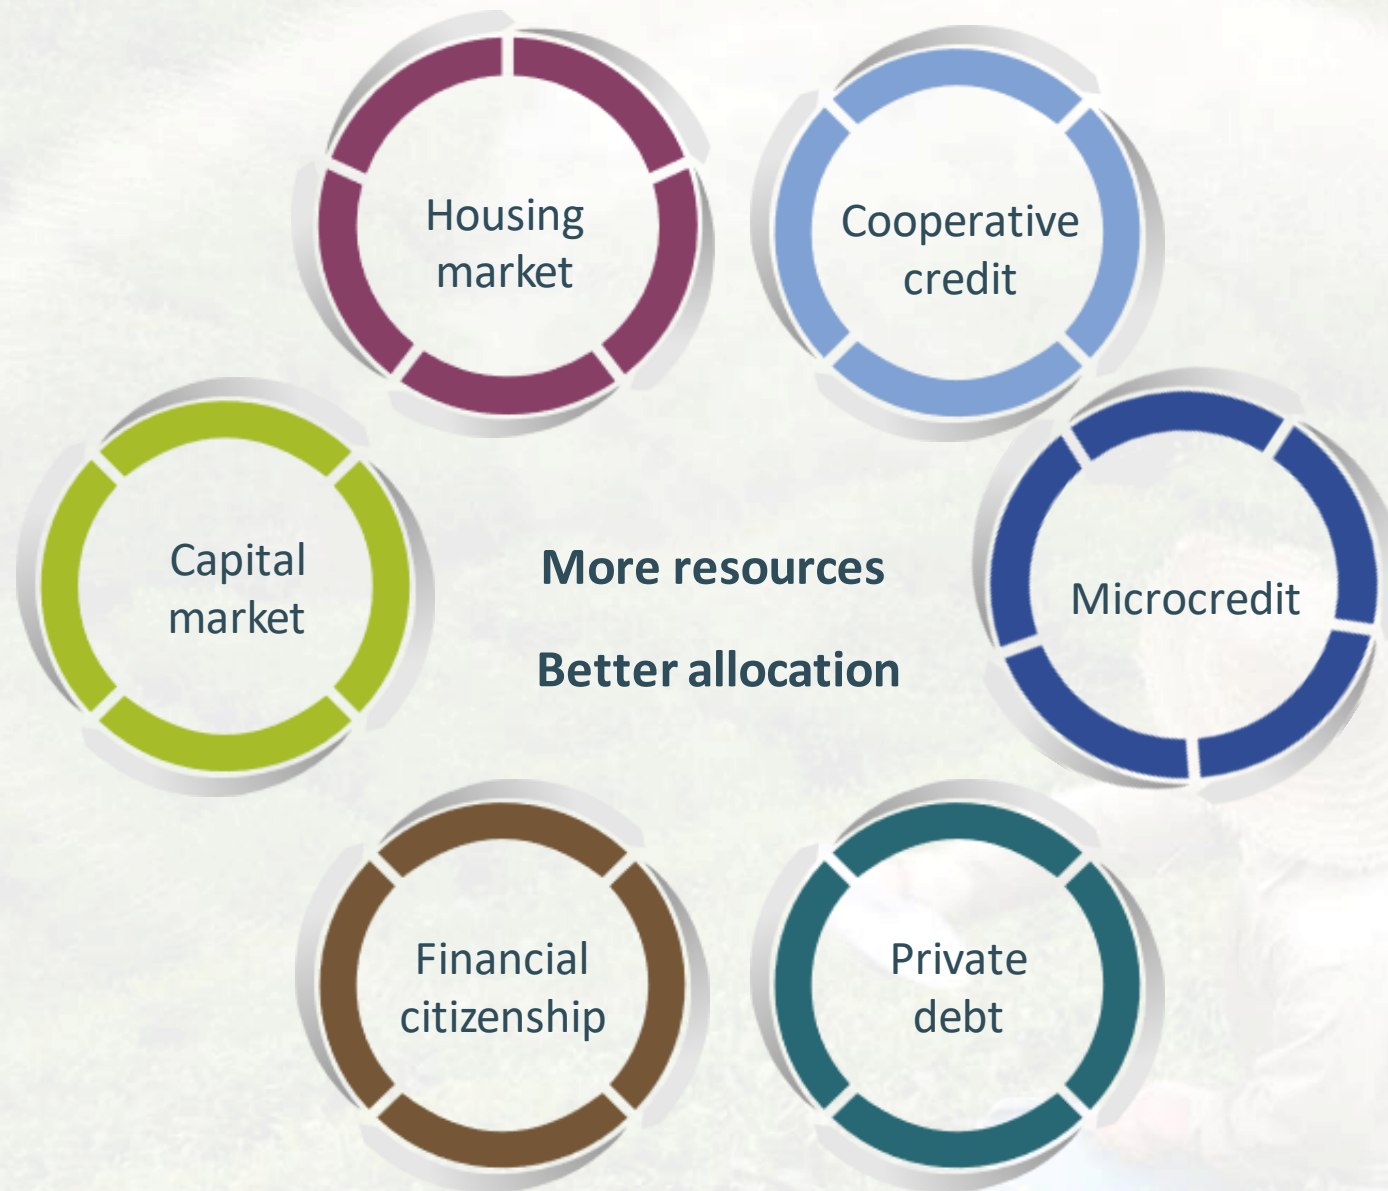 Housing
market
Cooperative
credit
Capital
market
More resources
Better allocation
Microcredit
Financial
citizenship
Private
debt